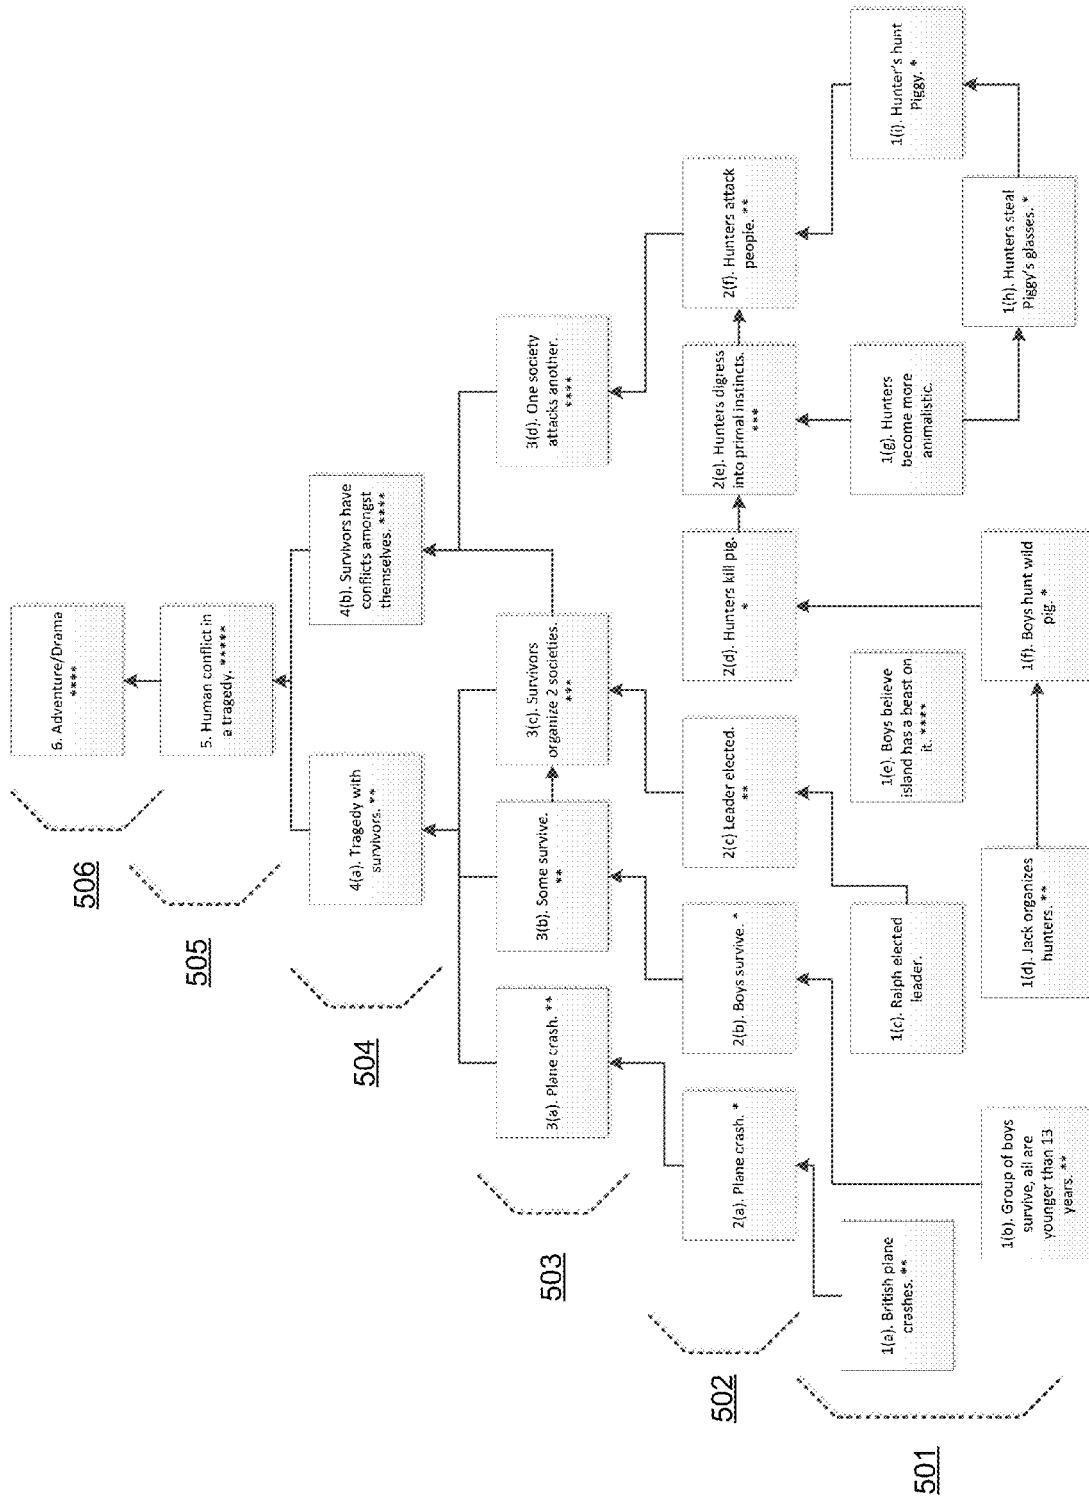 506
6. Adventure/Drama
****
505
5. Human conflict in
a tragedy. *****
504
4(a). Tragedy with
survivors. **
4(b). Survivors have
conflicts amongst
themselves. ****
503
3(a). Plane crash. **
3(b). Some survive.
**
3(c). Survivors
organize 2 societies.
***
3(d). One society
attacks another.
****
502
2(a). Plane crash. *
2(b). Boys survive. *
2(c) Leader elected.
**
2(d). Hunters kill pig.
*
2(e). Hunters digress
into primal instincts.
***
2(f). Hunters attack
people. **
501
1(a). British plane
crashes. **
1(b). Group of boys
survive, all are
younger than 13
years. **
1(c). Ralph elected
leader.
1(d). Jack organizes
hunters. **
1(e). Boys believe
island has a beast on
it. ****
1(f). Boys hunt wild
pig. *
1(g). Hunters
become more
animalistic.
1(h). Hunters steal
Piggy's glasses. *
1(i). Hunter's hunt
Piggy. *